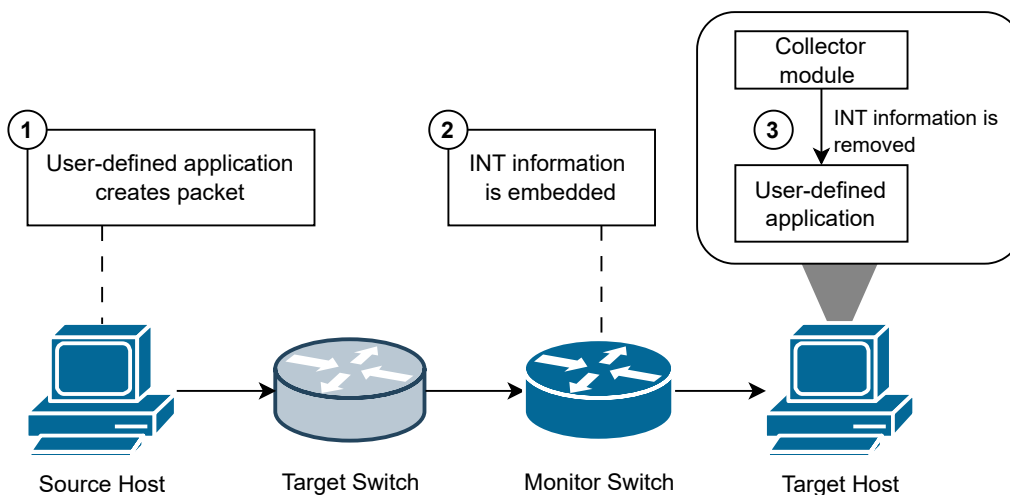 1
User-defined application
creates packet
2
INT information
is embedded
Collector
module
3
INT information is
removed
User-defined
application
Source Host
Target Switch
Monitor Switch
Target Host